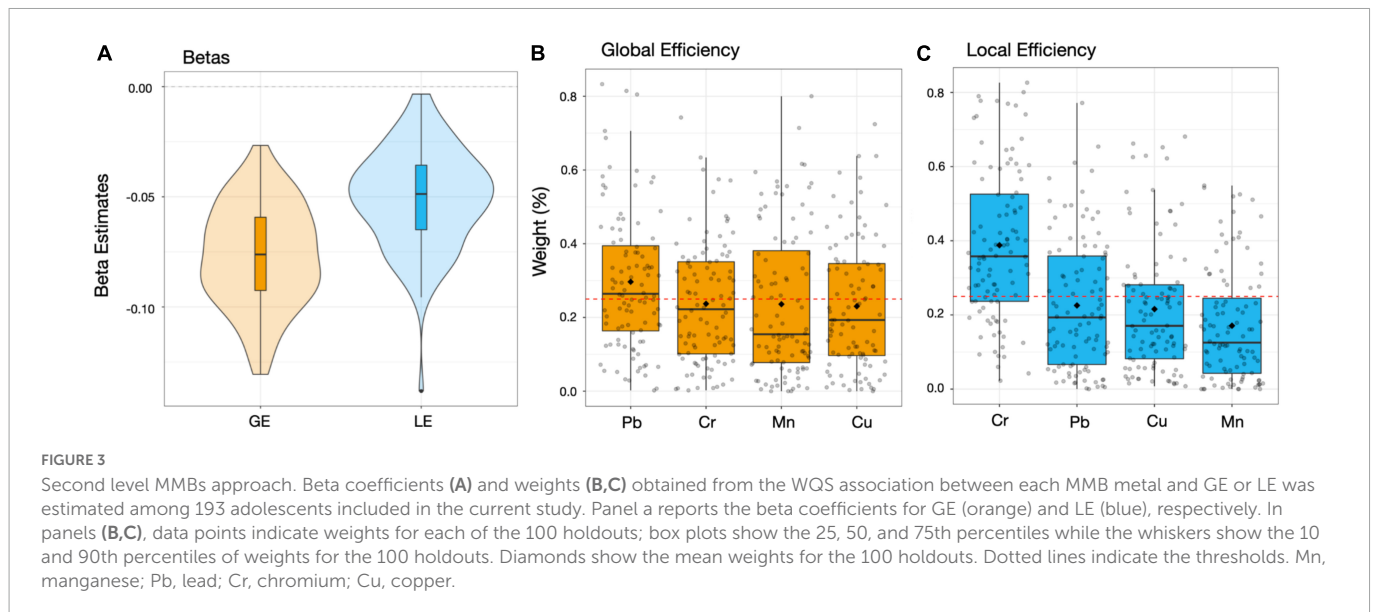 A
Betas
0.00
-0.05
-0.10
Beta Estimates
GE
LE
B
Global Efficiency
0.8
0.6
0.4
0.2
0.0
Weight (%)
Pb
Cr
Mn
Cu
C
Local Efficiency
0.8
0.6
0.4
0.2
0.0
Cr
Pb
Cu
Mn
FIGURE 3
Second level MMBs approach. Beta coefficients (A) and weights (B,C) obtained from the WQS association between each MMB metal and GE or LE was
estimated among 193 adolescents included in the current study. Panel a reports the beta coefficients for GE (orange) and LE (blue), respectively. In
panels (B,C), data points indicate weights for each of the 100 holdouts; box plots show the 25, 50, and 75th percentiles while the whiskers show the 10
and 90th percentiles of weights for the 100 holdouts. Diamonds show the mean weights for the 100 holdouts. Dotted lines indicate the thresholds. Mn,
manganese; Pb, lead; Cr, chromium; Cu, copper.